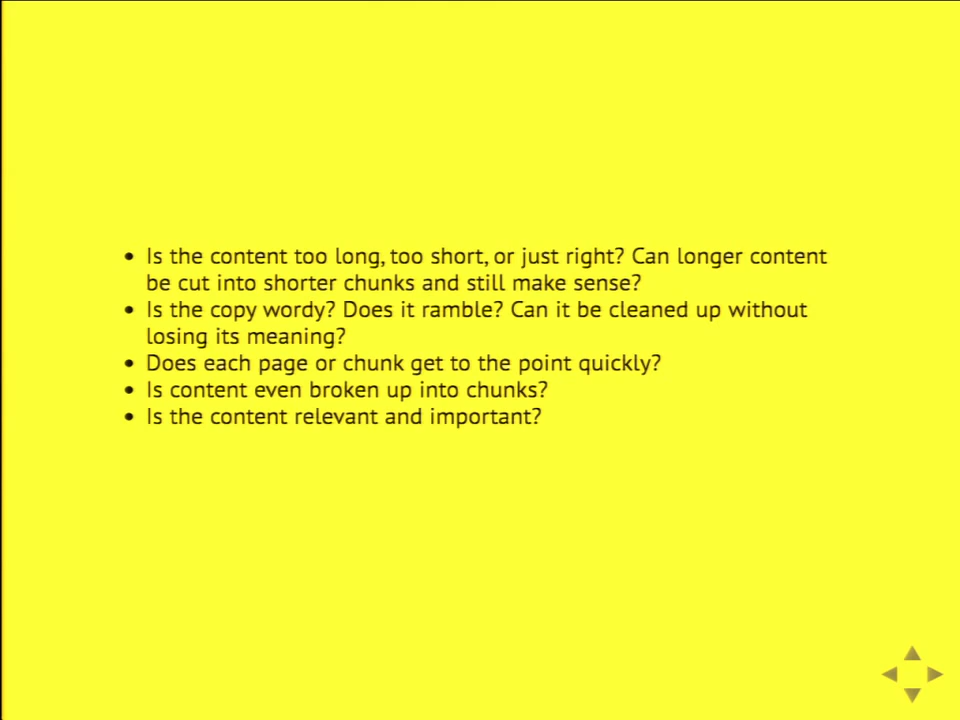 • Is the content too long, too short, or just right? Can longer content
be cut into shorter chunks and still make sense?
• Is the copy wordy? Does it ramble? Can it be cleaned up without
losing its meaning?
• Does each page or chunk get to the point quickly?
• Is content even broken up into chunks?
• Is the content relevant and important?